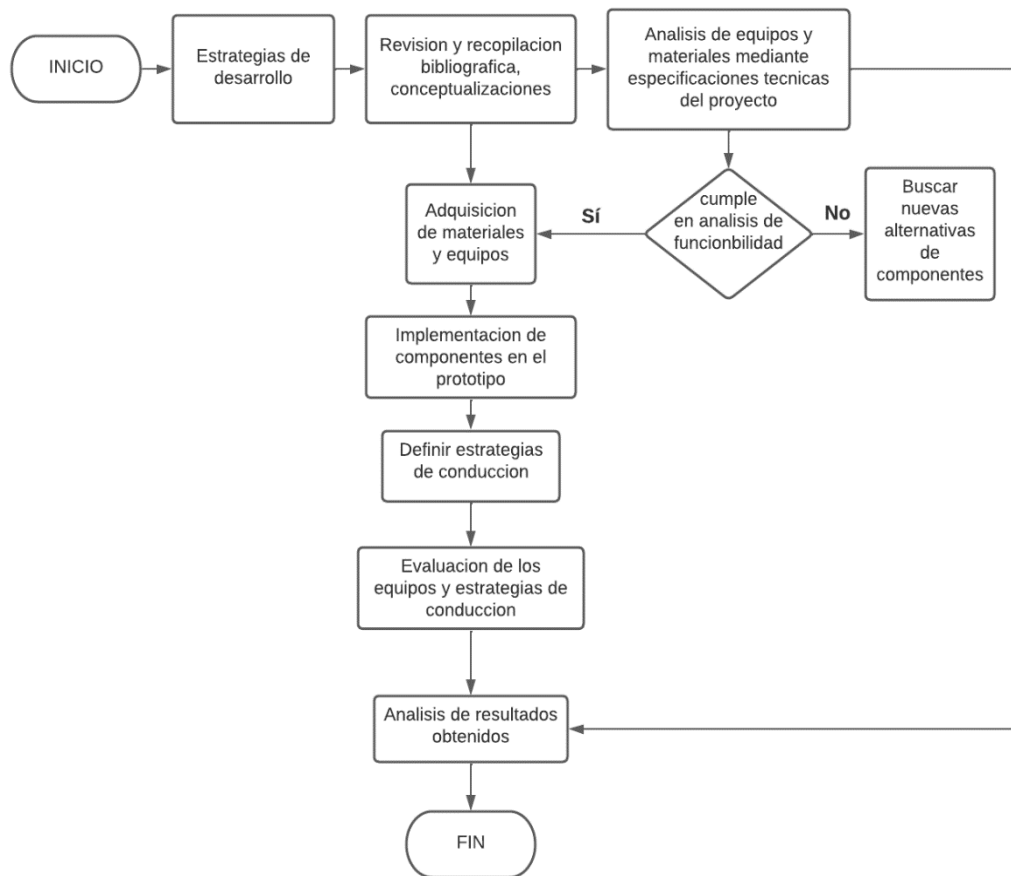 INICIO
Estrategias de
desarrollo
Revision y recopilacion
bibliografica,
conceptualizaciones
Analisis de equipos y
materiales mediante
especificaciones tecnicas
del proyecto
Adquisicion
de materiales
y equipos
Sí
cumple
en analisis de
funcionbilidad
No
Buscar
nuevas
alternativas
de
componentes
Implementacion de
componentes en el
prototipo
Definir estrategias
de conduccion
Evaluacion de los
equipos y estrategias de
conduccion
Analisis de resultados
obtenidos
FIN